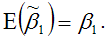 E(β̃₁) = β₁.